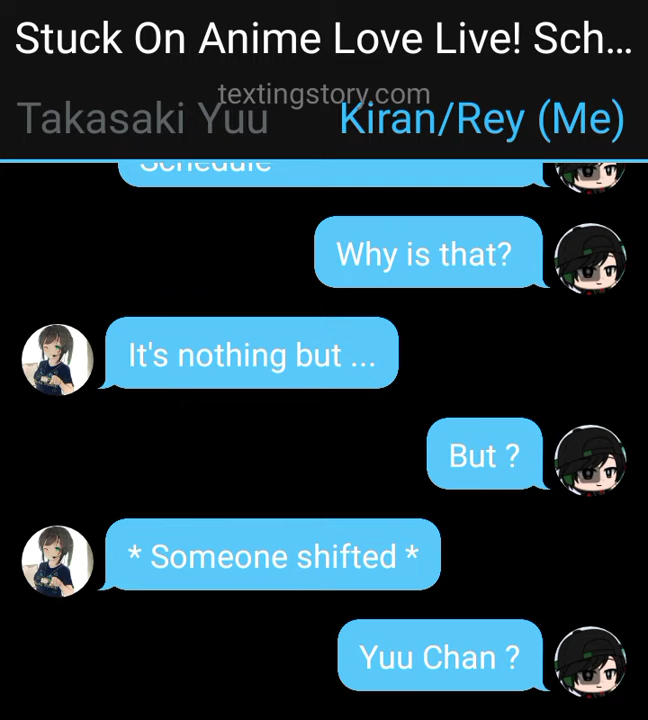 Stuck On Anime Love Live! Sch...
textingstory.com
Takasaki Yuu Kiran/Rey (Me)
Schedule
Why is that?
It's nothing but ...
But ?
* Someone shifted *
Yuu Chan ?